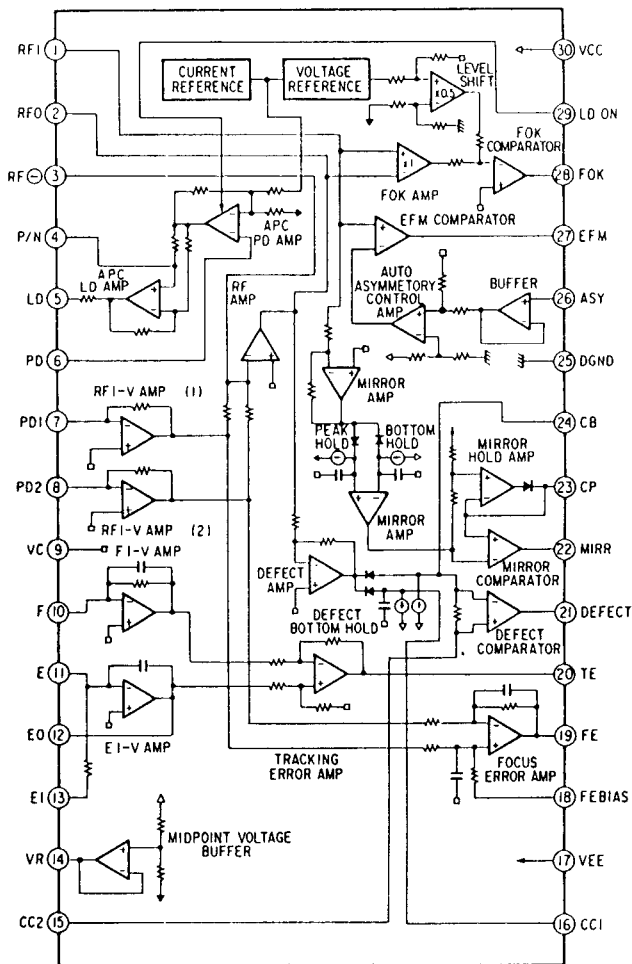 RFI 1
RFO 2
RF⊖ 3
P/N 4
LD 5
PD 6
PD1 7
PD2 8
VC 9
F 10
E 11
EO 12
EI 13
VR 14
CC2 15
30 VCC
29 LD ON
28 FOK
27 EFM
26 ASY
25 DGND
24 CB
23 CP
22 MIRR
21 DEFECT
20 TE
19 FE
18 FEBIAS
17 VEE
16 CC1
CURRENT
REFERENCE
VOLTAGE
REFERENCE
LEVEL
SHIFT
×0.5
×1
FOK AMP
FOK
COMPARATOR
EFM COMPARATOR
APC
PD AMP
APC
LD AMP
RF
AMP
AUTO
ASYMMETORY
CONTROL
AMP
BUFFER
RF I-V AMP (1)
RF I-V AMP (2)
F I-V AMP
E I-V AMP
MIRROR
AMP
PEAK
HOLD
BOTTOM
HOLD
MIRROR
AMP
MIRROR
HOLD AMP
MIRROR
COMPARATOR
DEFECT
AMP
DEFECT
BOTTOM HOLD
DEFECT
COMPARATOR
TRACKING
ERROR AMP
FOCUS
ERROR AMP
MIDPOINT VOLTAGE
BUFFER